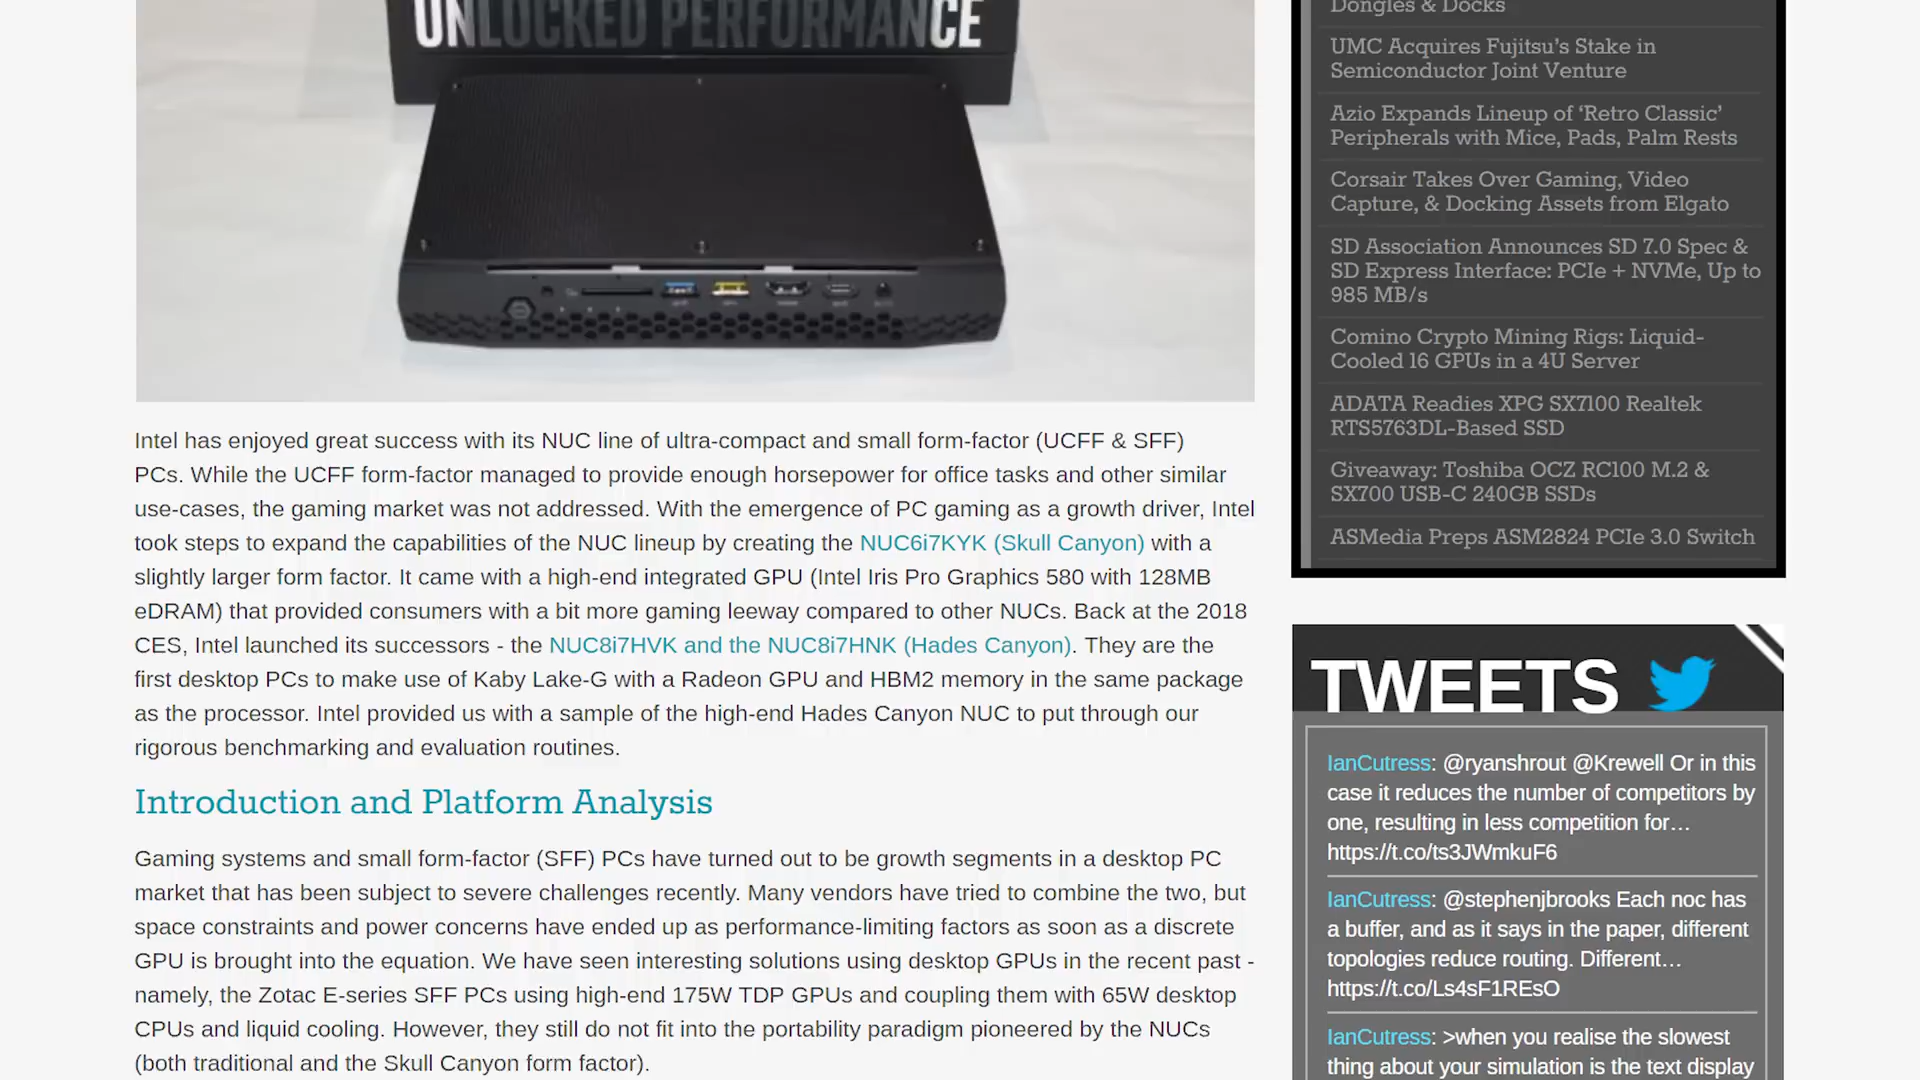 UNLOCKED PERFORMANCE
Intel has enjoyed great success with its NUC line of ultra-compact and small form-factor (UCFF & SFF)
PCs. While the UCFF form-factor managed to provide enough horsepower for office tasks and other similar
use-cases, the gaming market was not addressed. With the emergence of PC gaming as a growth driver, Intel
took steps to expand the capabilities of the NUC lineup by creating the NUC6i7KYK (Skull Canyon) with a
slightly larger form factor. It came with a high-end integrated GPU (Intel Iris Pro Graphics 580 with 128MB
eDRAM) that provided consumers with a bit more gaming leeway compared to other NUCs. Back at the 2018
CES, Intel launched its successors - the NUC8i7HVK and the NUC8i7HNK (Hades Canyon). They are the
first desktop PCs to make use of Kaby Lake-G with a Radeon GPU and HBM2 memory in the same package
as the processor. Intel provided us with a sample of the high-end Hades Canyon NUC to put through our
rigorous benchmarking and evaluation routines.
Introduction and Platform Analysis
Gaming systems and small form-factor (SFF) PCs have turned out to be growth segments in a desktop PC
market that has been subject to severe challenges recently. Many vendors have tried to combine the two, but
space constraints and power concerns have ended up as performance-limiting factors as soon as a discrete
GPU is brought into the equation. We have seen interesting solutions using desktop GPUs in the recent past -
namely, the Zotac E-series SFF PCs using high-end 175W TDP GPUs and coupling them with 65W desktop
CPUs and liquid cooling. However, they still do not fit into the portability paradigm pioneered by the NUCs
(both traditional and the Skull Canyon form factor).
Dongles & Docks
UMC Acquires Fujitsu's Stake in
Semiconductor Joint Venture
Azio Expands Lineup of 'Retro Classic'
Peripherals with Mice, Pads, Palm Rests
Corsair Takes Over Gaming, Video
Capture, & Docking Assets from Elgato
SD Association Announces SD 7.0 Spec &
SD Express Interface: PCIe + NVMe, Up to
985 MB/s
Comino Crypto Mining Rigs: Liquid-
Cooled 16 GPUs in a 4U Server
ADATA Readies XPG SX7100 Realtek
RTS5763DL-Based SSD
Giveaway: Toshiba OCZ RC100 M.2 &
SX700 USB-C 240GB SSDs
ASMedia Preps ASM2824 PCIe 3.0 Switch
TWEETS
IanCutress: @ryanshrout @Krewell Or in this
case it reduces the number of competitors by
one, resulting in less competition for…
https://t.co/ts3JWmkuF6
IanCutress: @stephenjbrooks Each noc has
a buffer, and as it says in the paper, different
topologies reduce routing. Different…
https://t.co/Ls4sF1REsO
IanCutress: >when you realise the slowest
thing about your simulation is the text display